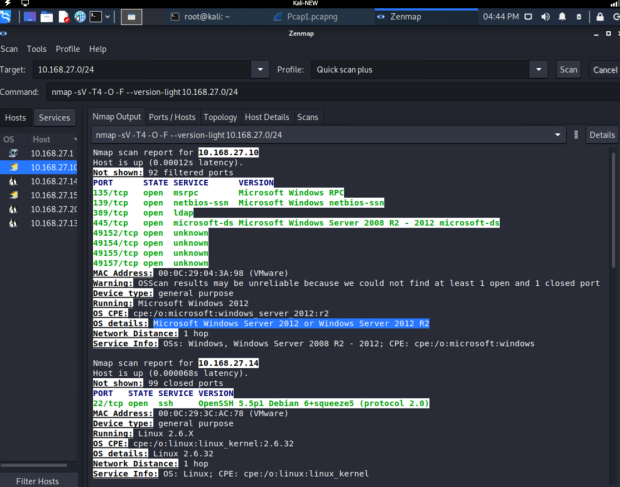 Kali-NEW
root@kali: ~
Pcap1.pcapng
Zenmap
04:44 PM
Zenmap
Scan Tools Profile Help
Target: 10.168.27.0/24 Profile: Quick scan plus Scan Cancel
Command: nmap -sV -T4 -O -F --version-light 10.168.27.0/24
Hosts Services
Nmap Output Ports / Hosts Topology Host Details Scans
OS Host
nmap -sV -T4 -O -F --version-light 10.168.27.0/24 Details
10.168.27.1
10.168.27.10
10.168.27.14
10.168.27.15
10.168.27.20
10.168.27.13
Nmap scan report for 10.168.27.10
Host is up (0.00012s latency).
Not shown: 92 filtered ports
PORT STATE SERVICE VERSION
135/tcp open msrpc Microsoft Windows RPC
139/tcp open netbios-ssn Microsoft Windows netbios-ssn
389/tcp open ldap
445/tcp open microsoft-ds Microsoft Windows Server 2008 R2 - 2012 microsoft-ds
49152/tcp open unknown
49154/tcp open unknown
49155/tcp open unknown
49157/tcp open unknown
MAC Address: 00:0C:29:04:3A:98 (VMware)
Warning: OSScan results may be unreliable because we could not find at least 1 open and 1 closed port
Device type: general purpose
Running: Microsoft Windows 2012
OS CPE: cpe:/o:microsoft:windows_server_2012:r2
OS details: Microsoft Windows Server 2012 or Windows Server 2012 R2
Network Distance: 1 hop
Service Info: OSs: Windows, Windows Server 2008 R2 - 2012; CPE: cpe:/o:microsoft:windows
Nmap scan report for 10.168.27.14
Host is up (0.000068s latency).
Not shown: 99 closed ports
PORT STATE SERVICE VERSION
22/tcp open ssh OpenSSH 5.5p1 Debian 6+squeeze5 (protocol 2.0)
MAC Address: 00:0C:29:3C:AC:78 (VMware)
Device type: general purpose
Running: Linux 2.6.X
OS CPE: cpe:/o:linux:linux_kernel:2.6.32
OS details: Linux 2.6.32
Network Distance: 1 hop
Service Info: OS: Linux; CPE: cpe:/o:linux:linux_kernel
Filter Hosts